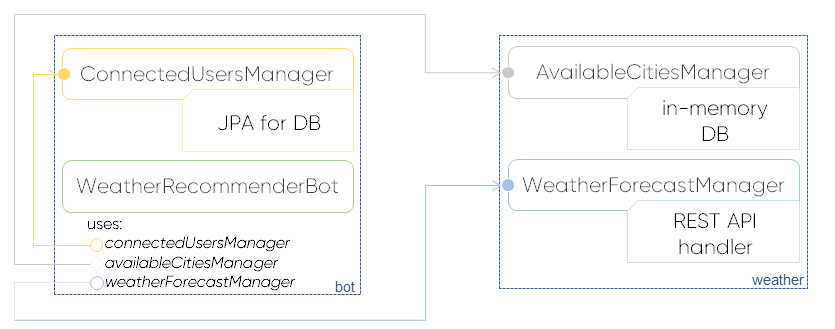 ConnectedUsersManager
JPA for DB
WeatherRecommenderBot
uses:
connectedUsersManager
availableCitiesManager
weatherForecastManager
bot
AvailableCitiesManager
in-memory
DB
WeatherForecastManager
REST API
handler
weather